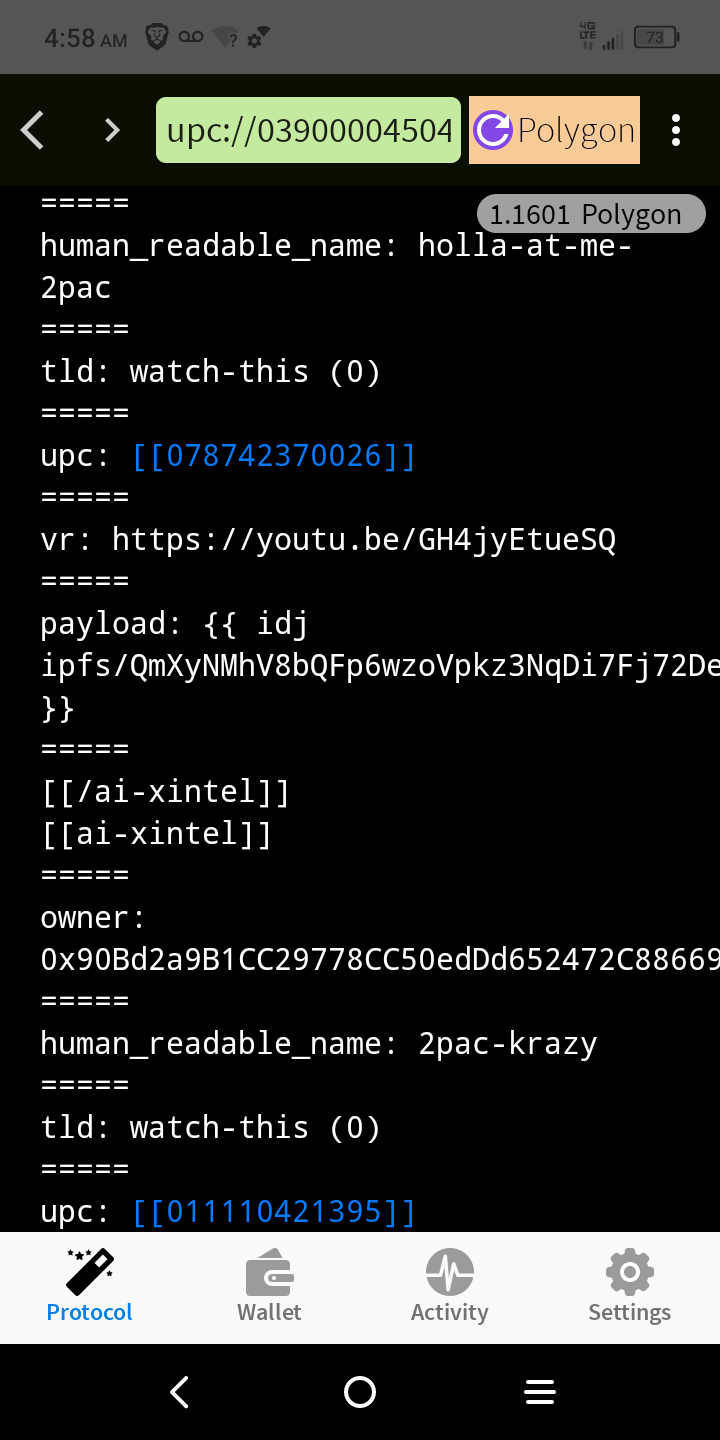 4:58 AM
4G
LTE
73
upc://03900004504
Polygon
1.1601 Polygon
=====
human_readable_name: holla-at-me-
2pac
=====
tld: watch-this (0)
=====
upc: [[078742370026]]
=====
vr: https://youtu.be/GH4jyEtueSQ
=====
payload: {{ idj
ipfs/QmXyNMhV8bQFp6wzoVpkz3NqDi7Fj72De
}}
=====
[[/ai-xintel]]
[[ai-xintel]]
=====
owner:
0x90Bd2a9B1CC29778CC50edDd652472C88669
=====
human_readable_name: 2pac-krazy
=====
tld: watch-this (0)
=====
upc: [[011110421395]]
Protocol
Wallet
Activity
Settings